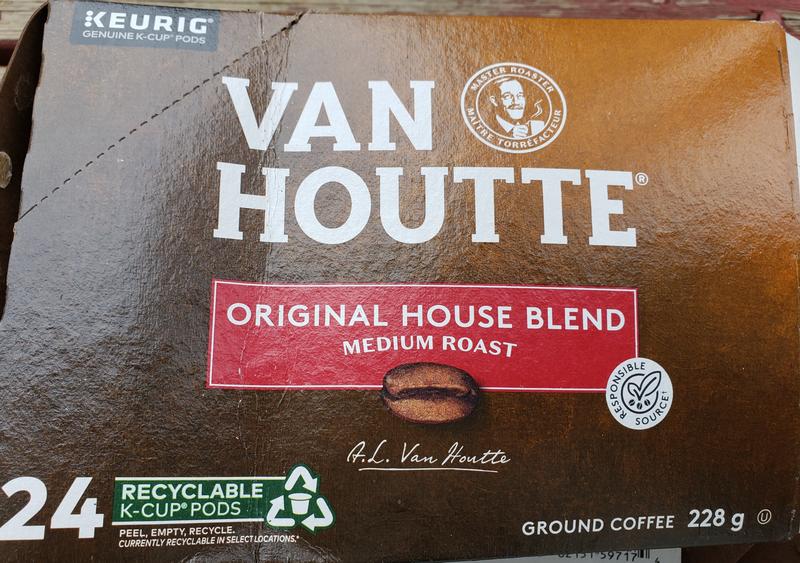 KEURIG®
GENUINE K-CUP® PODS
VAN
HOUTTE®
MASTER ROASTER
MAÎTRE TORRÉFACTEUR
ORIGINAL HOUSE BLEND
MEDIUM ROAST
RESPONSIBLE
SOURCE†
A.L. Van Houtte
24
RECYCLABLE
K-CUP® PODS
PEEL, EMPTY, RECYCLE.
CURRENTLY RECYCLABLE IN SELECT LOCATIONS.*
GROUND COFFEE 228 g U